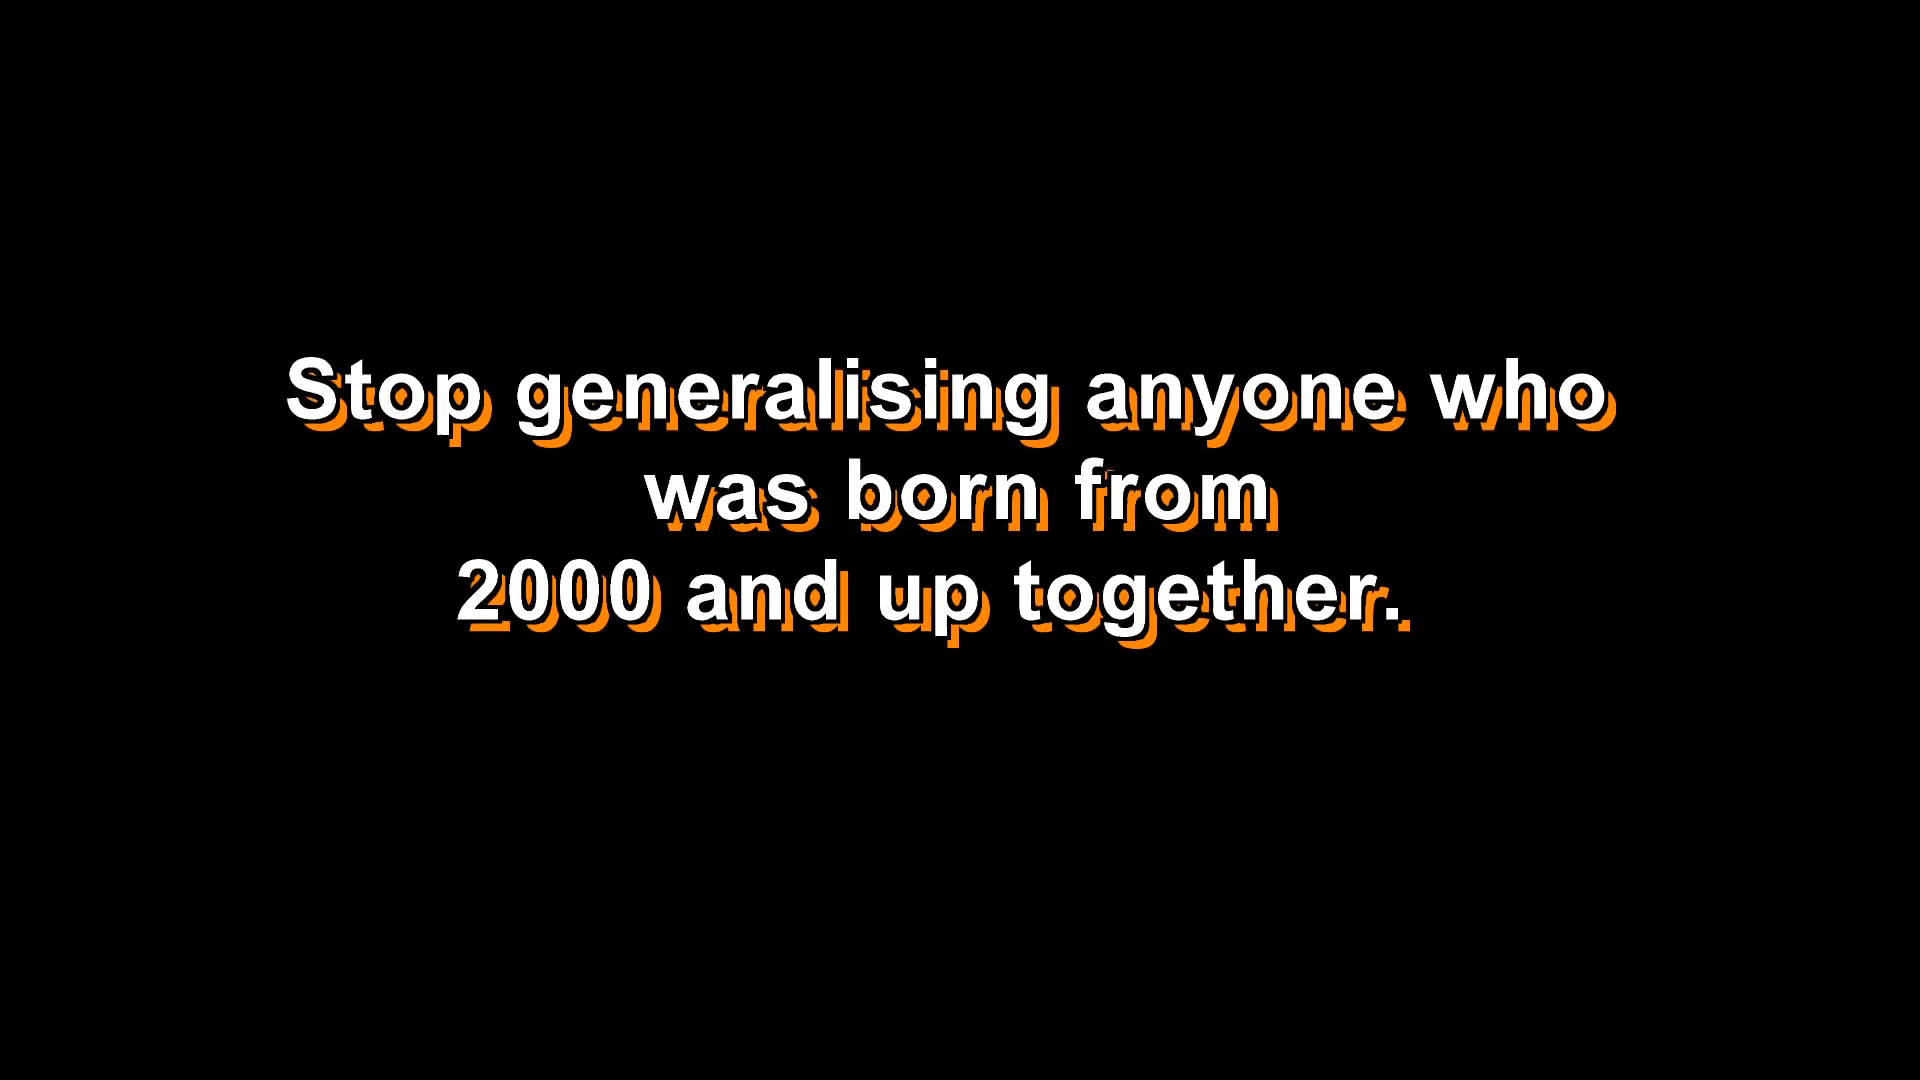 Stop generalising anyone who
was born from
2000 and up together.